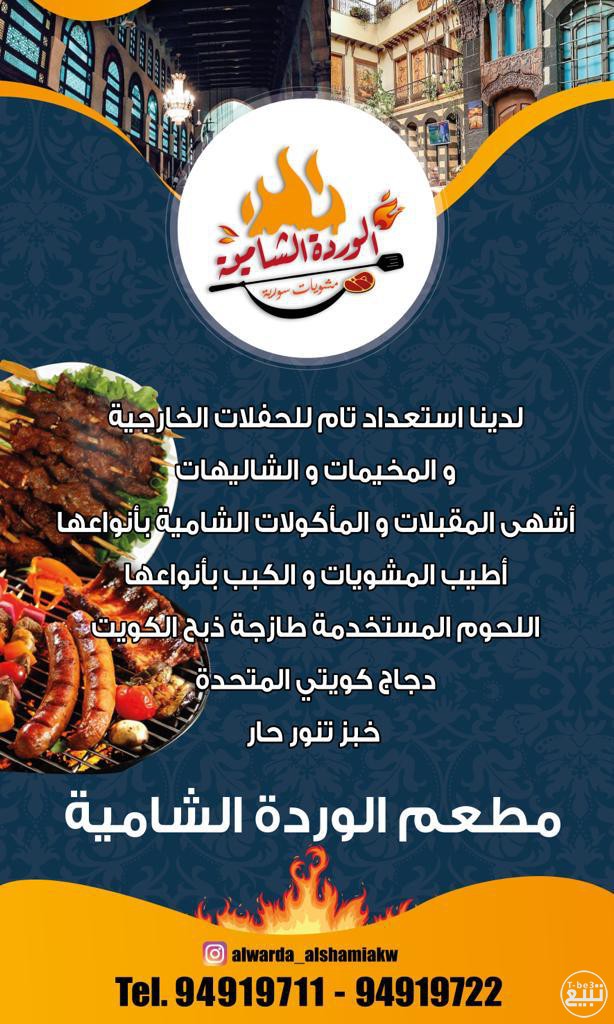 الوردة الشامية
مشويات سورية
لدينا استعداد تام للحفلات الخارجية
و المخيمات و الشاليهات
أشهى المقبلات و المأكولات الشامية بأنواعها
أطيب المشويات و الكبب بأنواعها
اللحوم المستخدمة طازجة ذبح الكويت
دجاج كويتي المتحدة
خبز تنور حار
مطعم الوردة الشامية
alwarda_alshamiakw
Tel. 94919711 - 94919722
T-be3
تبيع